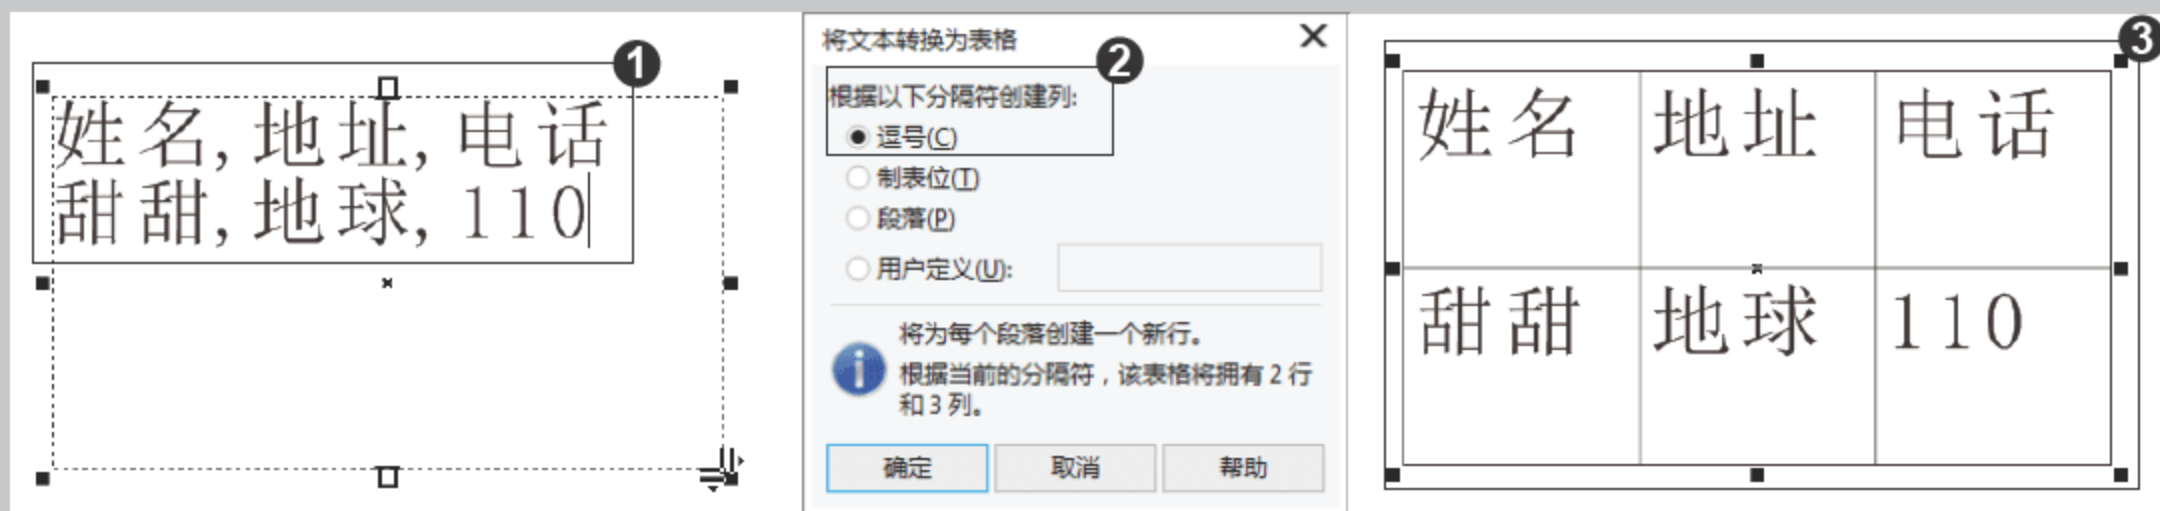 1
姓名,地址,电话
甜甜,地球,110
将文本转换为表格
2
根据以下分隔符创建列:
逗号(C)
制表位(T)
段落(P)
用户定义(U):
将为每个段落创建一个新行。
根据当前的分隔符，该表格将拥有 2 行
和 3 列。
确定 取消 帮助
3
姓名 地址 电话
甜甜 地球 110